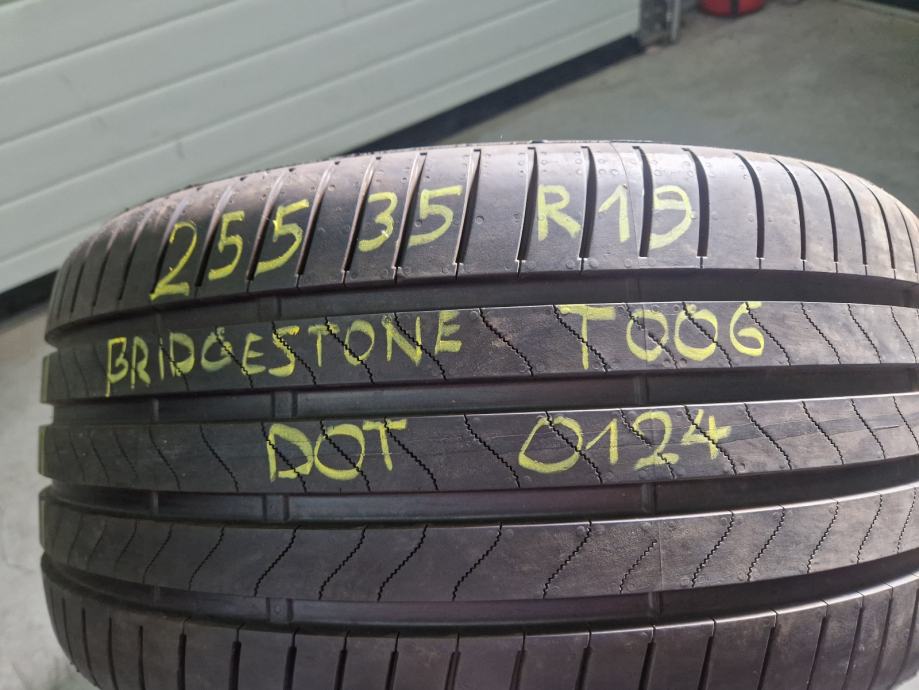 255 35 R19
BRIDGESTONE T006
DOT 0124